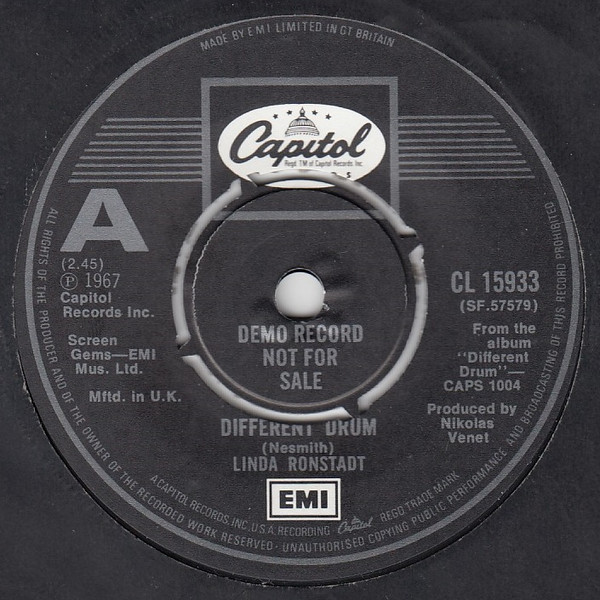 MADE BY EMI LIMITED IN GT BRITAIN
Capitol
Regd. TM of Capitol Records Inc.
A
(2.45)
Ⓟ 1967
Capitol
Records Inc.
Screen
Gems—EMI
Mus. Ltd.
Mftd. in U.K.
CL 15933
(SF.57579)
From the
album
"Different
Drum"—
CAPS 1004
Produced by
Nikolas
Venet
DEMO RECORD
NOT FOR
SALE
DIFFERENT DRUM
(Nesmith)
LINDA RONSTADT
EMI
A CAPITOL RECORDS, INC., U.S.A. RECORDING Capitol REGD TRADE MARK
ALL RIGHTS OF THE PRODUCER AND OF THE OWNER OF THE RECORDED WORK RESERVED · UNAUTHORISED COPYING PUBLIC PERFORMANCE AND BROADCASTING OF THIS RECORD PROHIBITED